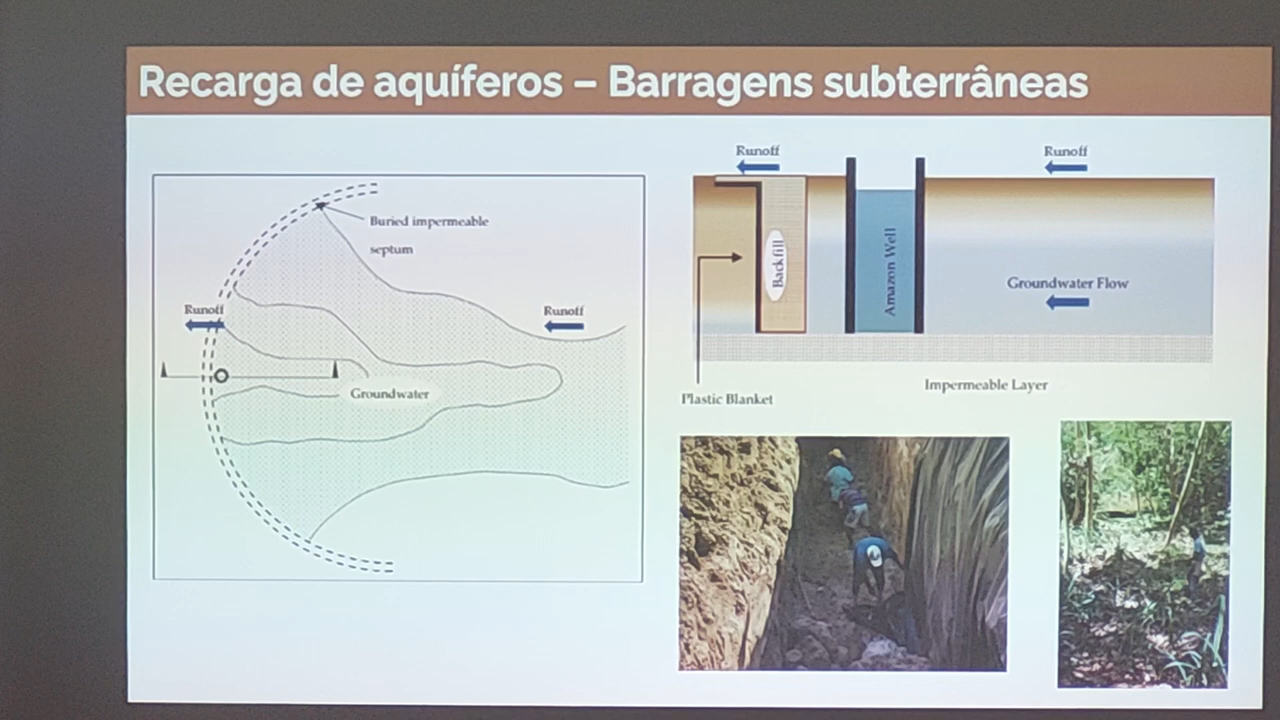 Recarga de aquíferos – Barragens subterrâneas
Buried impermeable
septum
Runoff
Runoff
Groundwater
Runoff
Runoff
Backfill
Amazon Well
Groundwater Flow
Plastic Blanket
Impermeable Layer